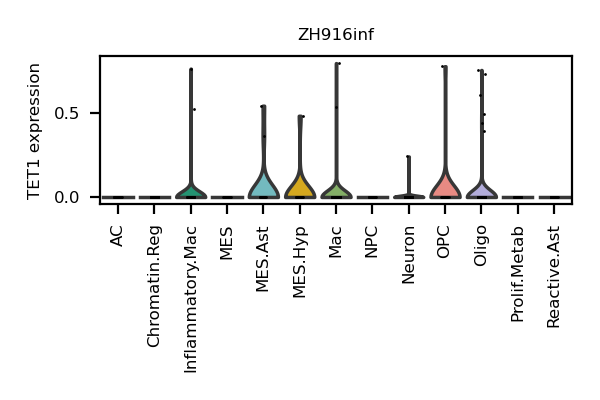 ZH916inf
TET1 expression
0.5
0.0
AC
Chromatin.Reg
Inflammatory.Mac
MES
MES.Ast
MES.Hyp
Mac
NPC
Neuron
OPC
Oligo
Prolif.Metab
Reactive.Ast